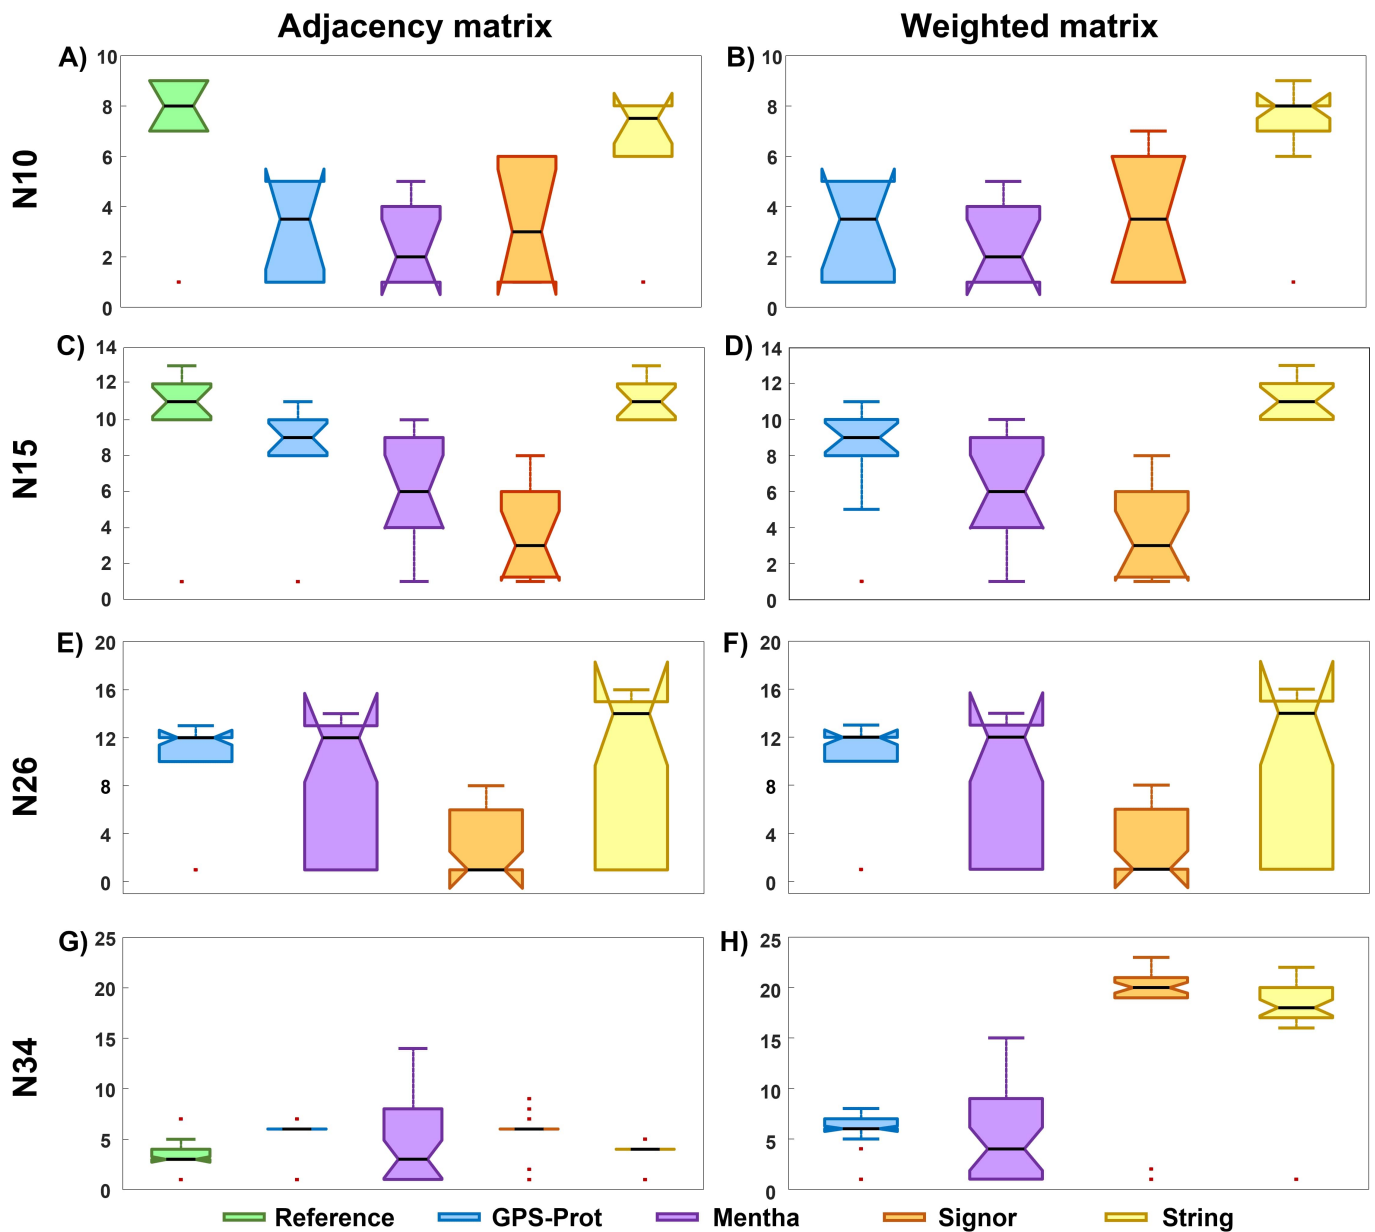 Adjacency matrix Weighted matrix
A) B)
N10
10 8 6 4 2 0
10 8 6 4 2 0
C) D)
N15
14 12 10 8 6 4 2 0
14 12 10 8 6 4 2 0
E) F)
N26
20 16 12 8 4 0
20 16 12 8 4 0
G) H)
N34
25 20 15 10 5 0
25 20 15 10 5 0
Reference GPS-Prot Mentha Signor String